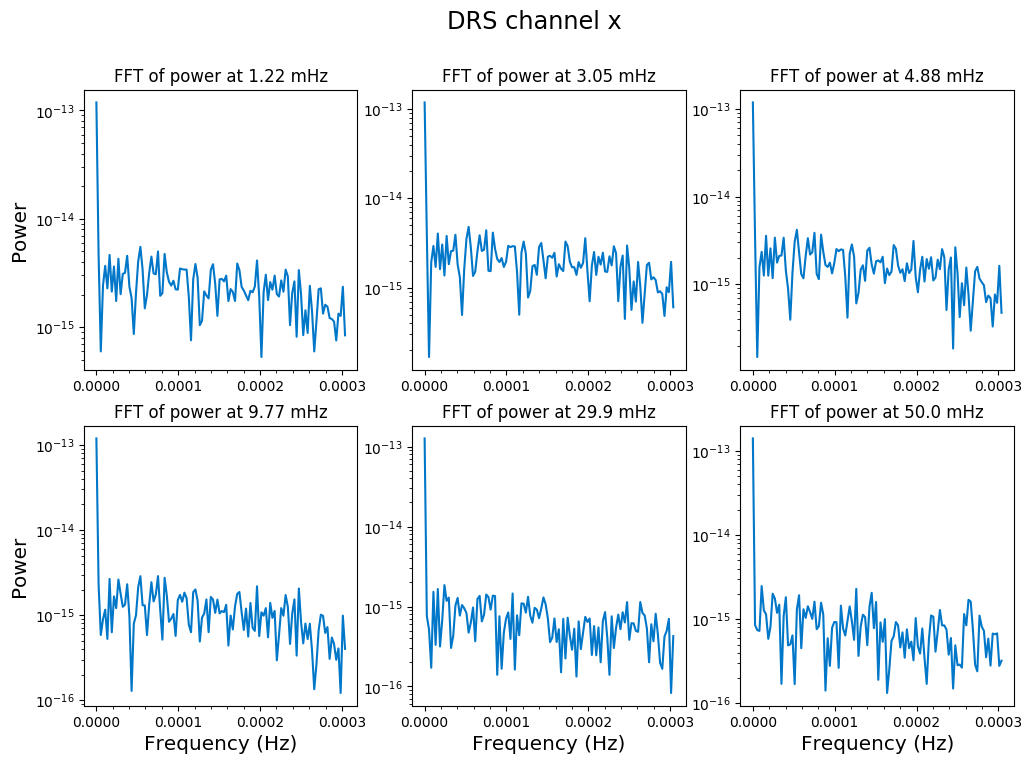 DRS channel x
FFT of power at 1.22 mHz
FFT of power at 3.05 mHz
FFT of power at 4.88 mHz
Power
10⁻¹³
10⁻¹⁴
10⁻¹⁵
0.0000 0.0001 0.0002 0.0003
10⁻¹³
10⁻¹⁴
10⁻¹⁵
0.0000 0.0001 0.0002 0.0003
10⁻¹³
10⁻¹⁴
10⁻¹⁵
0.0000 0.0001 0.0002 0.0003
FFT of power at 9.77 mHz
FFT of power at 29.9 mHz
FFT of power at 50.0 mHz
Power
10⁻¹³
10⁻¹⁴
10⁻¹⁵
10⁻¹⁶
0.0000 0.0001 0.0002 0.0003
Frequency (Hz)
10⁻¹³
10⁻¹⁴
10⁻¹⁵
10⁻¹⁶
0.0000 0.0001 0.0002 0.0003
Frequency (Hz)
10⁻¹³
10⁻¹⁴
10⁻¹⁵
10⁻¹⁶
0.0000 0.0001 0.0002 0.0003
Frequency (Hz)